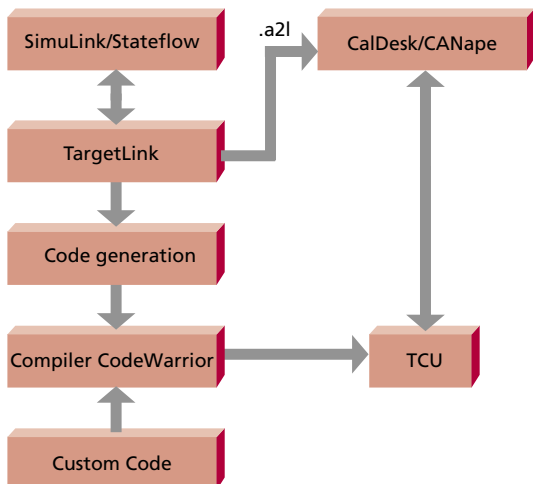 SimuLink/Stateflow
.a2l
CalDesk/CANape
TargetLink
Code generation
Compiler CodeWarrior
TCU
Custom Code